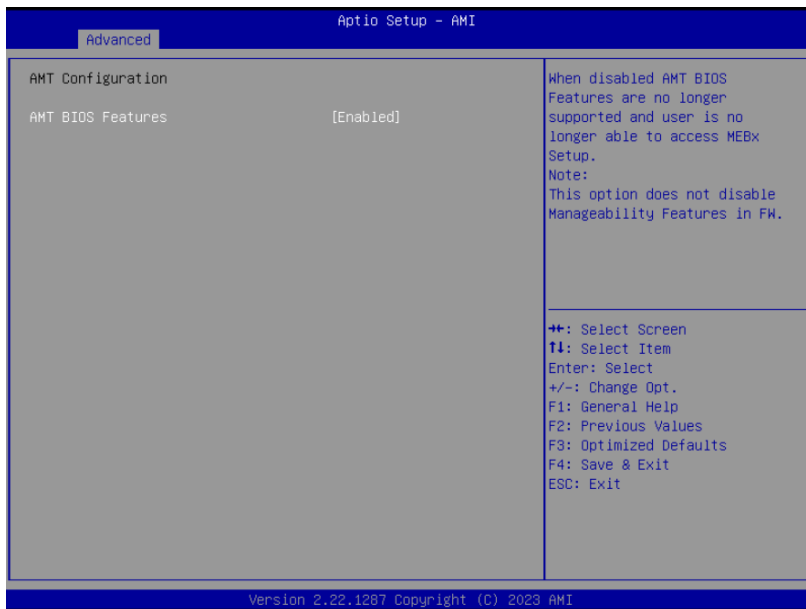 Aptio Setup – AMI
Advanced
AMT Configuration
AMT BIOS Features [Enabled]
When disabled AMT BIOS
Features are no longer
supported and user is no
longer able to access MEBx
Setup.
Note:
This option does not disable
Manageability Features in FW.
→←: Select Screen
↑↓: Select Item
Enter: Select
+/-: Change Opt.
F1: General Help
F2: Previous Values
F3: Optimized Defaults
F4: Save & Exit
ESC: Exit
Version 2.22.1287 Copyright (C) 2023 AMI